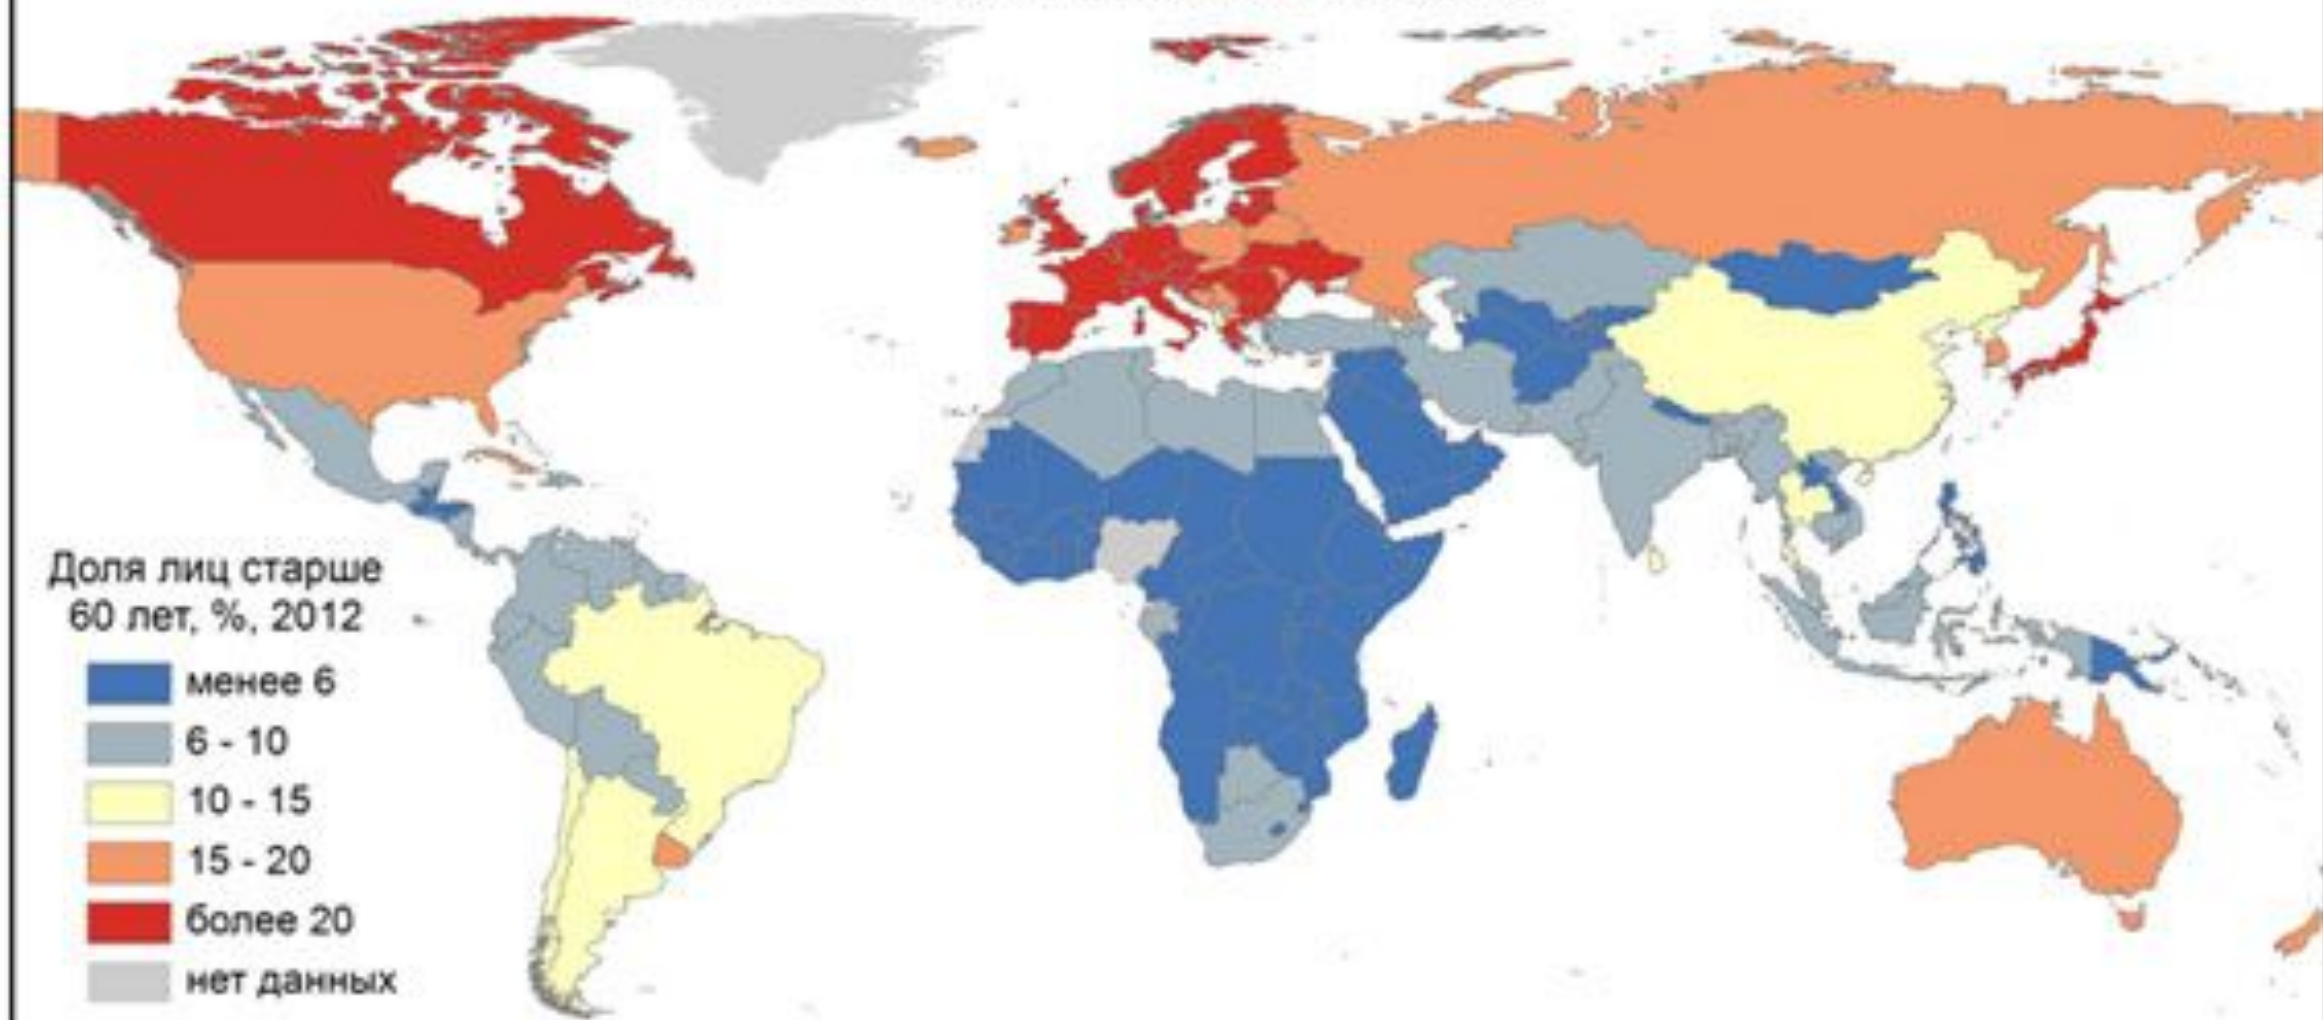 Доля лиц старше
60 лет, %, 2012
менее 6
6 - 10
10 - 15
15 - 20
более 20
нет данных